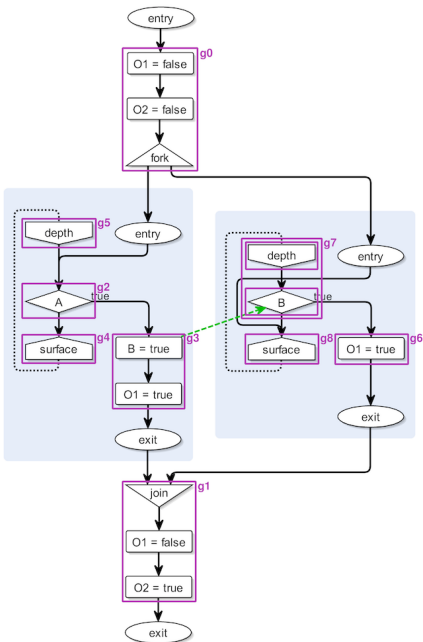 entry
g0
O1 = false
O2 = false
fork
g5
depth
entry
g7
depth
entry
g2
A
true
B
true
surface
g4
B = true
g3
surface
g8
O1 = true
g6
O1 = true
exit
exit
join
g1
O1 = false
O2 = true
exit